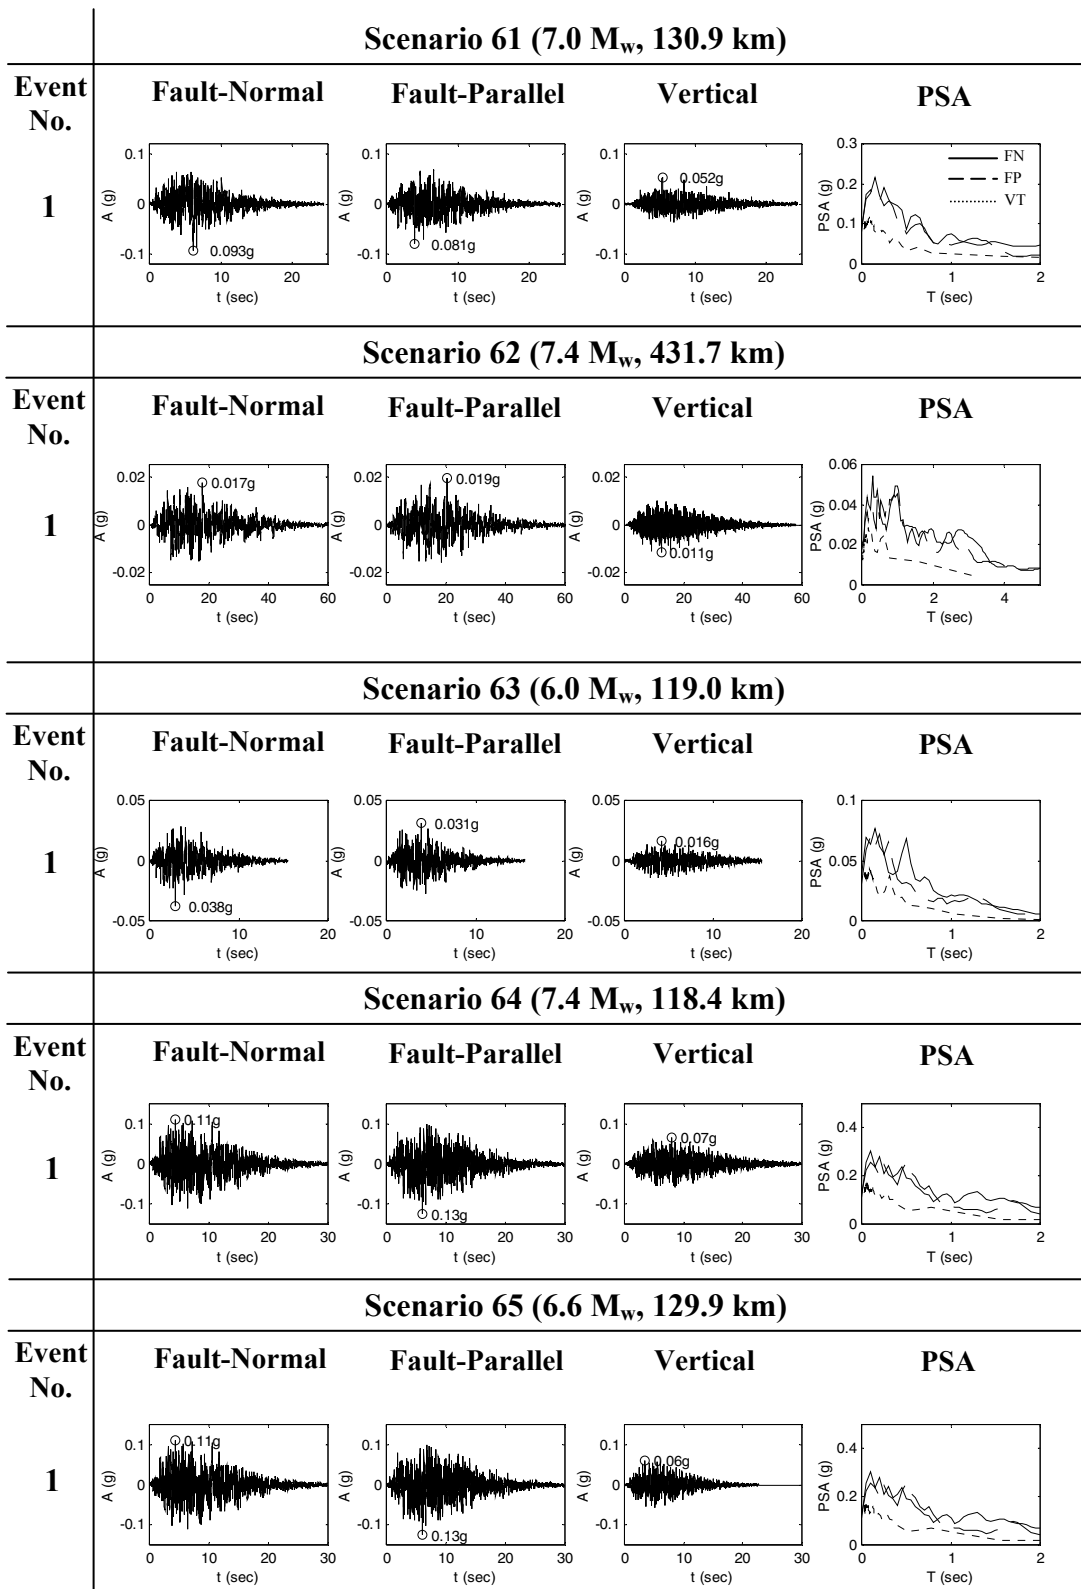 Scenario 61 (7.0 Mw, 130.9 km)
Event No. Fault-Normal Fault-Parallel Vertical PSA
1
0.1 0 -0.1 A (g) 0.093g 0 10 20 t (sec)
0.1 0 -0.1 A (g) 0.081g 0 10 20 t (sec)
0.1 0 -0.1 A (g) 0.052g 0 10 20 t (sec)
0.3 0.2 0.1 0 PSA (g) FN FP VT 0 1 2 T (sec)
Scenario 62 (7.4 Mw, 431.7 km)
Event No. Fault-Normal Fault-Parallel Vertical PSA
1
0.02 0 -0.02 A (g) 0.017g 0 20 40 60 t (sec)
0.02 0 -0.02 A (g) 0.019g 0 20 40 60 t (sec)
0.02 0 -0.02 A (g) 0.011g 0 20 40 60 t (sec)
0.06 0.04 0.02 0 PSA (g) 0 2 4 T (sec)
Scenario 63 (6.0 Mw, 119.0 km)
Event No. Fault-Normal Fault-Parallel Vertical PSA
1
0.05 0 -0.05 A (g) 0.038g 0 10 20 t (sec)
0.05 0 -0.05 A (g) 0.031g 0 10 20 t (sec)
0.05 0 -0.05 A (g) 0.016g 0 10 20 t (sec)
0.1 0.05 0 PSA (g) 0 1 2 T (sec)
Scenario 64 (7.4 Mw, 118.4 km)
Event No. Fault-Normal Fault-Parallel Vertical PSA
1
0.1 0 -0.1 A (g) 0.11g 0 10 20 30 t (sec)
0.1 0 -0.1 A (g) 0.13g 0 10 20 30 t (sec)
0.1 0 -0.1 A (g) 0.07g 0 10 20 30 t (sec)
0.4 0.2 0 PSA (g) 0 1 2 T (sec)
Scenario 65 (6.6 Mw, 129.9 km)
Event No. Fault-Normal Fault-Parallel Vertical PSA
1
0.1 0 -0.1 A (g) 0.11g 0 10 20 30 t (sec)
0.1 0 -0.1 A (g) 0.13g 0 10 20 30 t (sec)
0.1 0 -0.1 A (g) 0.06g 0 10 20 30 t (sec)
0.4 0.2 0 PSA (g) 0 1 2 T (sec)